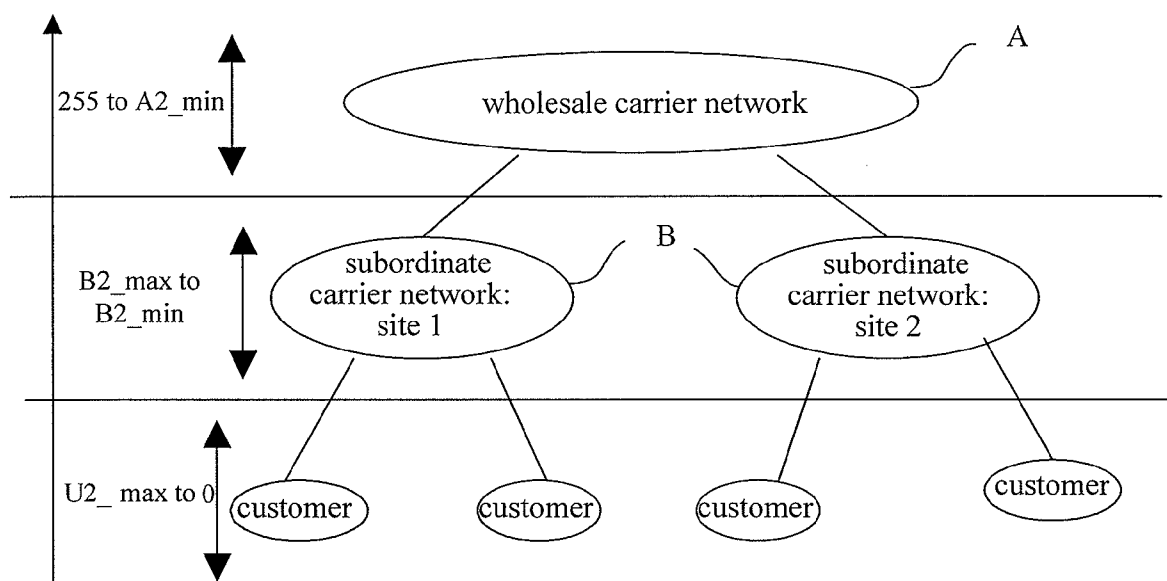 A
255 to A2_min
wholesale carrier network
B
B2_max to
B2_min
subordinate
carrier network:
site 1
subordinate
carrier network:
site 2
U2_ max to 0
customer
customer
customer
customer